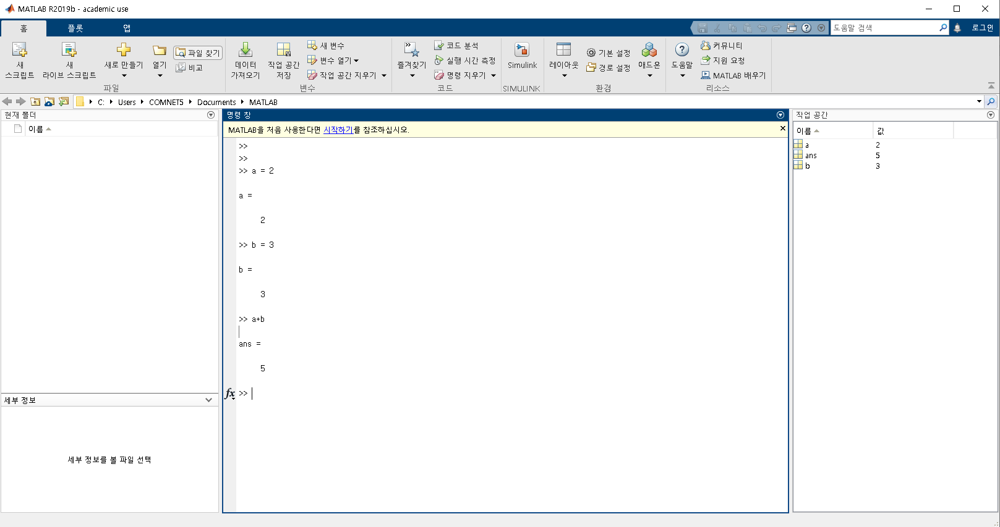 MATLAB R2019b - academic use
홈 플롯 앱
도움말 검색 로그인
새 스크립트
새 라이브 스크립트
새로 만들기
열기
파일 찾기
비교
파일
데이터 가져오기
작업 공간 저장
새 변수
변수 열기
작업 공간 지우기
변수
즐겨찾기
코드 분석
실행 시간 측정
명령 지우기
코드
Simulink
SIMULINK
레이아웃
기본 설정
경로 설정
애드온
환경
도움말
커뮤니티
지원 요청
MATLAB 배우기
리소스
C: Users COMNET5 Documents MATLAB
현재 폴더
이름
세부 정보
세부 정보를 볼 파일 선택
명령 창
MATLAB을 처음 사용한다면 시작하기를 참조하십시오.
>>
>>
>> a = 2
a =
2
>> b = 3
b =
3
>> a+b
ans =
5
fx >>
작업 공간
이름 값
a 2
ans 5
b 3